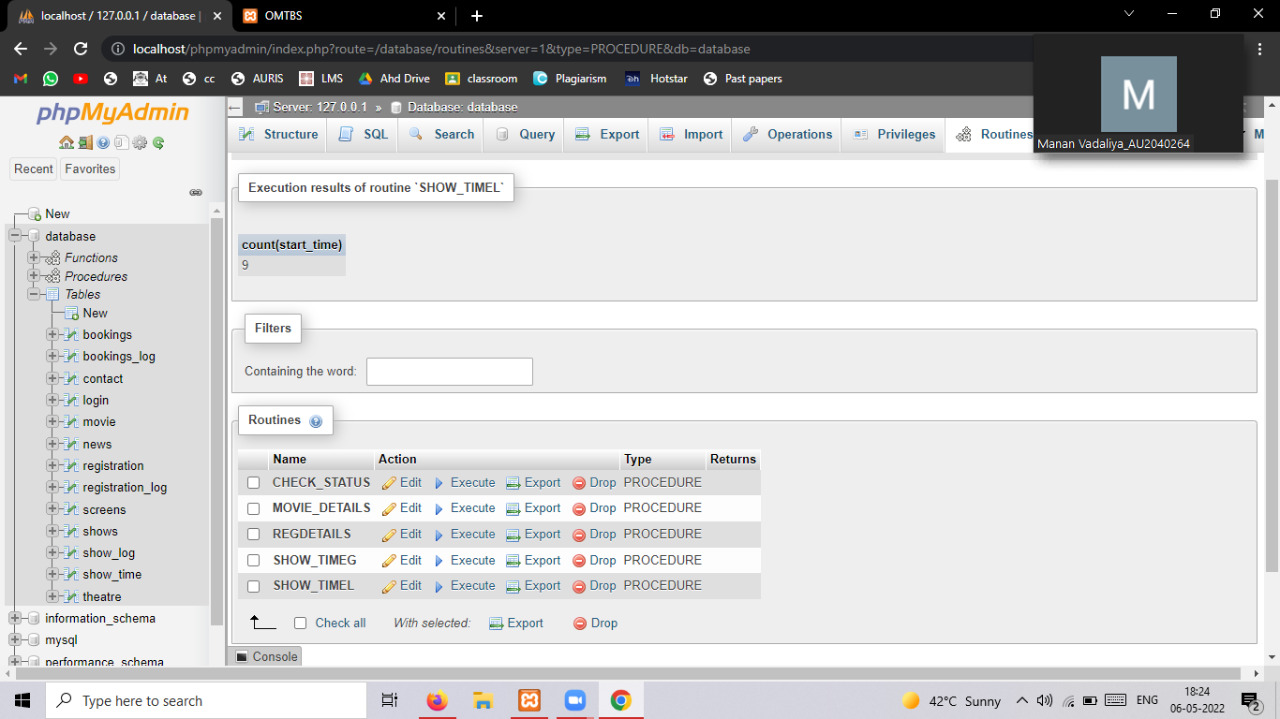 localhost / 127.0.0.1 / database |
OMTBS
localhost/phpmyadmin/index.php?route=/database/routines&server=1&type=PROCEDURE&db=database
At
cc
AURIS
LMS
Ahd Drive
classroom
Plagiarism
Hotstar
Past papers
M
Manan Vadaliya_AU2040264
phpMyAdmin
Recent
Favorites
New
database
Functions
Procedures
Tables
New
bookings
bookings_log
contact
login
movie
news
registration
registration_log
screens
shows
show_log
show_time
theatre
information_schema
mysql
performance_schema
Server: 127.0.0.1 » Database: database
Structure
SQL
Search
Query
Export
Import
Operations
Privileges
Routines
M
Execution results of routine `SHOW_TIMEL`
count(start_time)
9
Filters
Containing the word:
Routines
Name Action Type Returns
CHECK_STATUS Edit Execute Export Drop PROCEDURE
MOVIE_DETAILS Edit Execute Export Drop PROCEDURE
REGDETAILS Edit Execute Export Drop PROCEDURE
SHOW_TIMEG Edit Execute Export Drop PROCEDURE
SHOW_TIMEL Edit Execute Export Drop PROCEDURE
Check all With selected: Export Drop
Console
Type here to search
42°C Sunny
ENG
18:24
06-05-2022
2